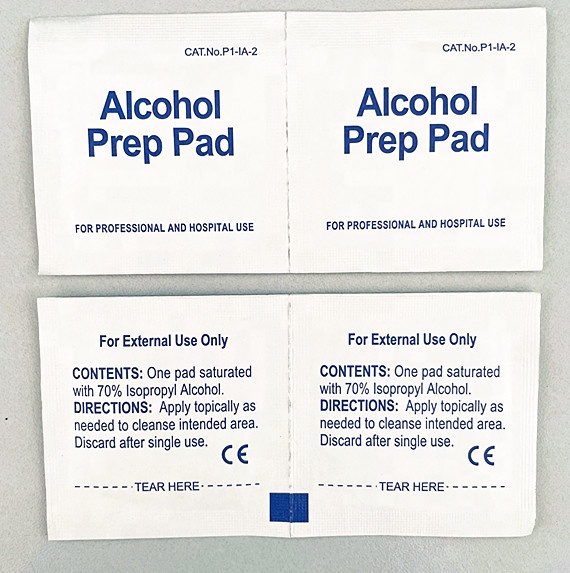 CAT.No.P1-IA-2
Alcohol
Prep Pad
FOR PROFESSIONAL AND HOSPITAL USE
CAT.No.P1-IA-2
Alcohol
Prep Pad
FOR PROFESSIONAL AND HOSPITAL USE
For External Use Only
CONTENTS: One pad saturated
with 70% Isopropyl Alcohol.
DIRECTIONS: Apply topically as
needed to cleanse intended area.
Discard after single use.
CE
------ TEAR HERE ------
For External Use Only
CONTENTS: One pad saturated
with 70% Isopropyl Alcohol.
DIRECTIONS: Apply topically as
needed to cleanse intended area.
Discard after single use.
CE
------ TEAR HERE ------